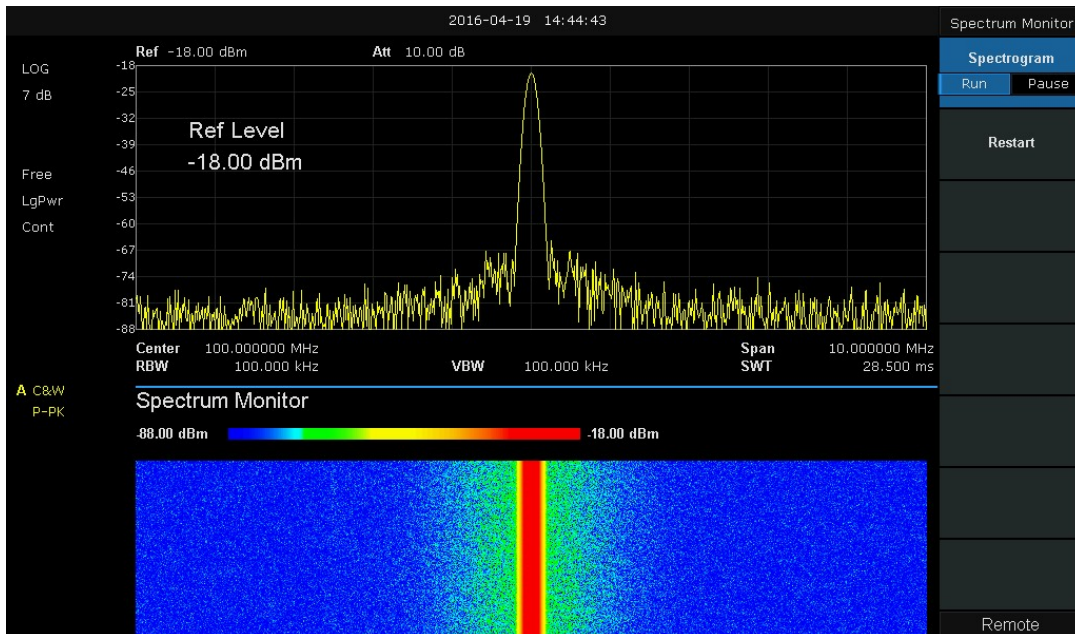 2016-04-19 14:44:43
Spectrum Monitor
Ref -18.00 dBm Att 10.00 dB
Spectrogram
Run Pause
Restart
LOG
7 dB
Free
LgPwr
Cont
-18
-25
-32
-39
-46
-53
-60
-67
-74
-81
-88
Ref Level
-18.00 dBm
Center 100.000000 MHz Span 10.000000 MHz
RBW 100.000 kHz VBW 100.000 kHz SWT 28.500 ms
A C&W
P-PK
Spectrum Monitor
-88.00 dBm -18.00 dBm
Remote